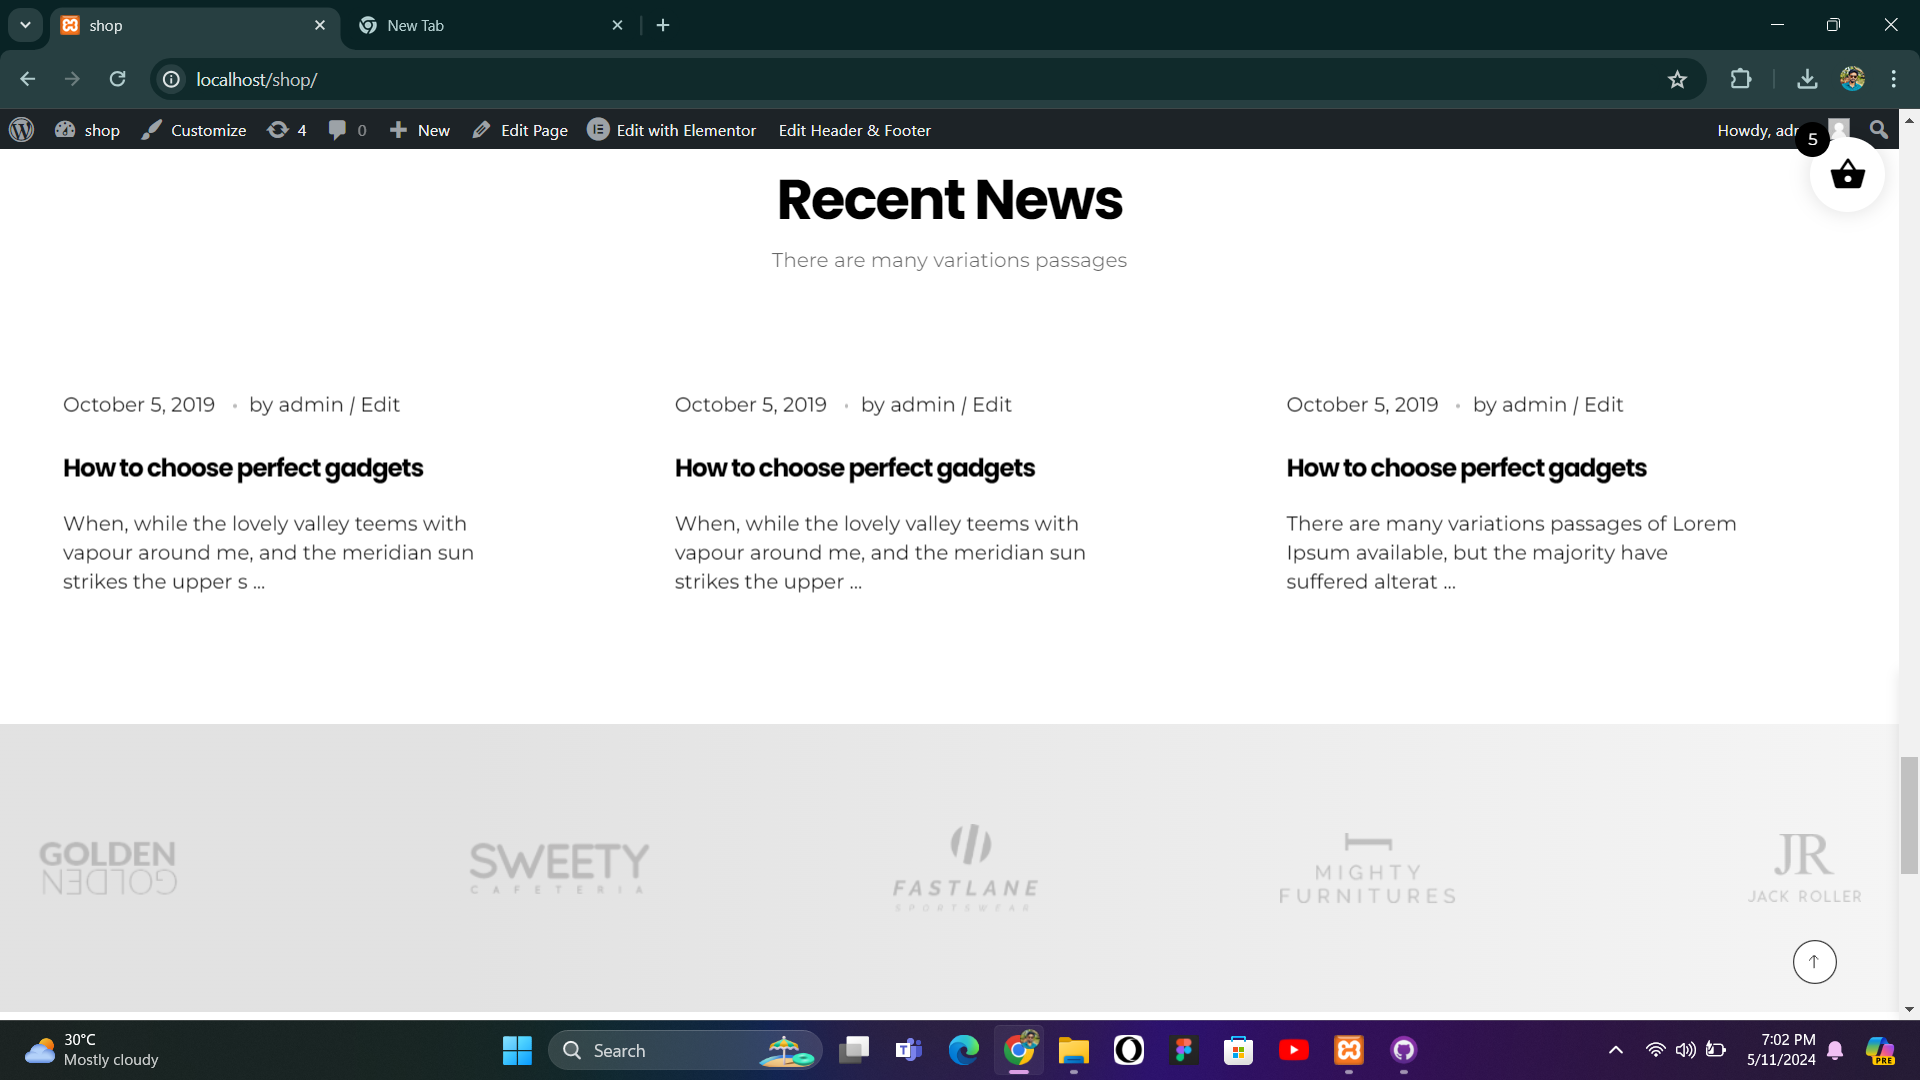 shop
New Tab
localhost/shop/
shop
Customize
4
0
New
Edit Page
Edit with Elementor
Edit Header & Footer
Howdy, adr
5
Recent News
There are many variations passages
October 5, 2019 • by admin / Edit
How to choose perfect gadgets
When, while the lovely valley teems with
vapour around me, and the meridian sun
strikes the upper s ...
October 5, 2019 • by admin / Edit
How to choose perfect gadgets
When, while the lovely valley teems with
vapour around me, and the meridian sun
strikes the upper ...
October 5, 2019 • by admin / Edit
How to choose perfect gadgets
There are many variations passages of Lorem
Ipsum available, but the majority have
suffered alterat ...
GOLDEN
GOLDEN
SWEETY
CAFETERIA
FASTLANE
SPORTSWEAR
MIGHTY
FURNITURES
JR
JACK ROLLER
30°C
Mostly cloudy
Search
7:02 PM
5/11/2024
PRE